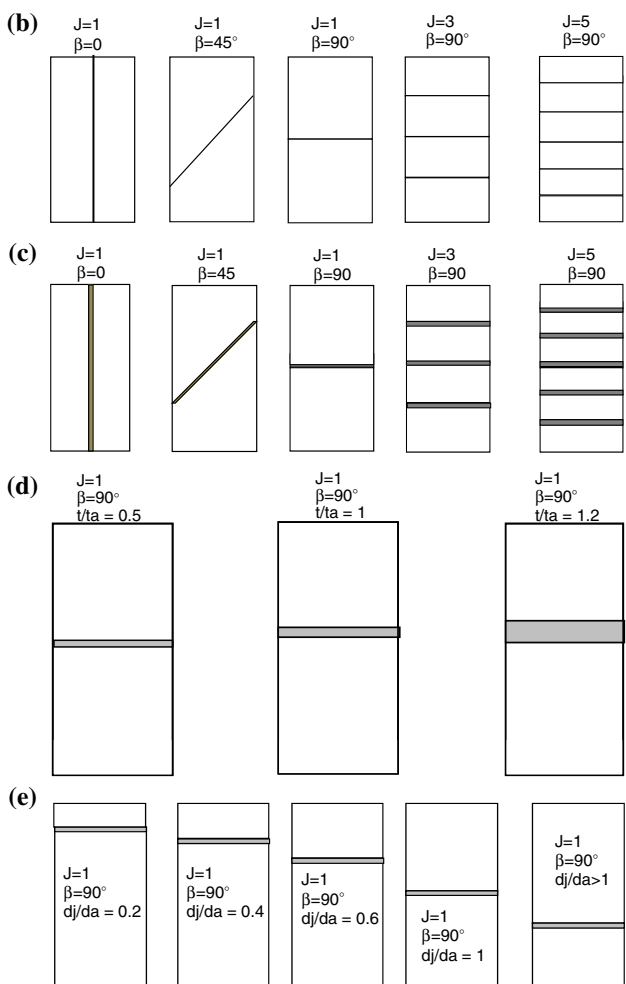 (b)
J=1
β=0
J=1
β=45°
J=1
β=90°
J=3
β=90°
J=5
β=90°
(c)
J=1
β=0
J=1
β=45
J=1
β=90
J=3
β=90
J=5
β=90
(d)
J=1
β=90°
t/ta = 0.5
J=1
β=90°
t/ta = 1
J=1
β=90°
t/ta = 1.2
(e)
J=1
β=90°
dj/da = 0.2
J=1
β=90°
dj/da = 0.4
J=1
β=90°
dj/da = 0.6
J=1
β=90°
dj/da = 1
J=1
β=90°
dj/da>1